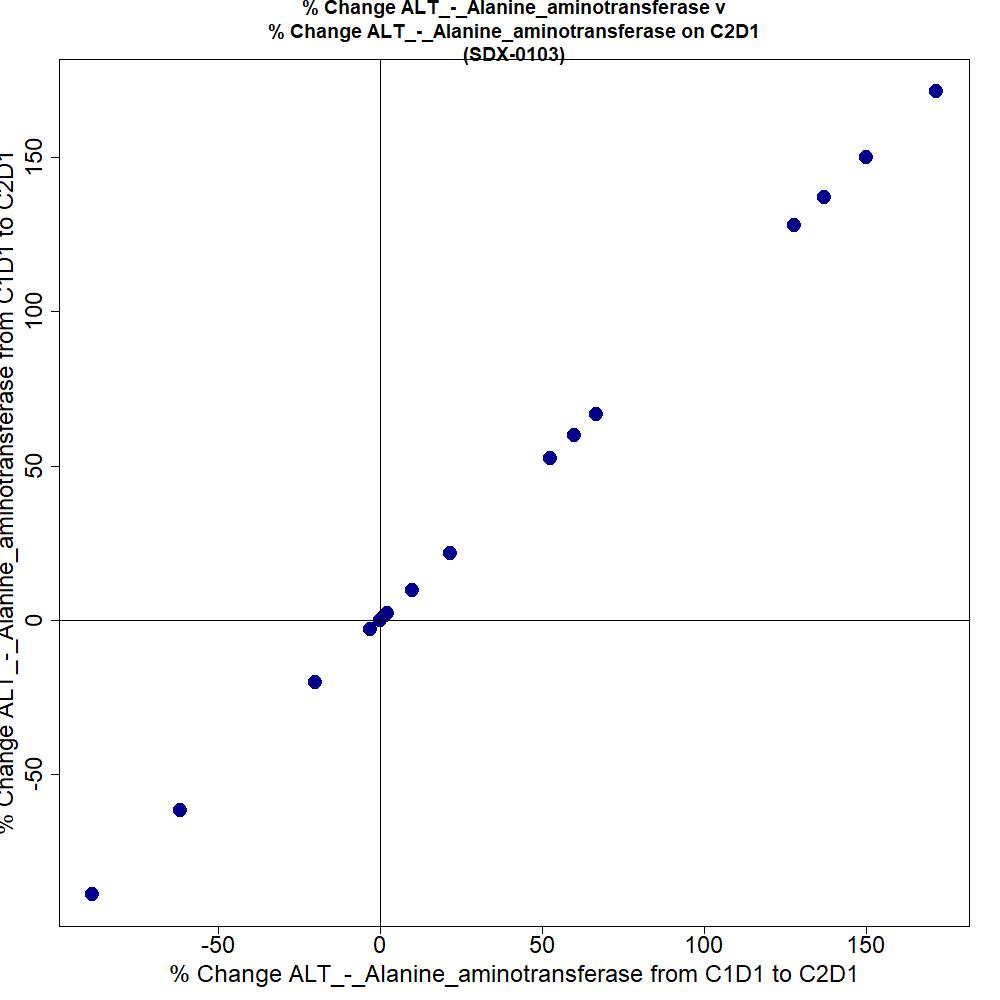 % Change ALT_-_Alanine_aminotransferase v
% Change ALT_-_Alanine_aminotransferase on C2D1
(SDX-0103)
% Change ALT_-_Alanine_aminotransferase from C1D1 to C2D1
150
100
50
0
-50
-50
0
50
100
150
% Change ALT_-_Alanine_aminotransferase from C1D1 to C2D1